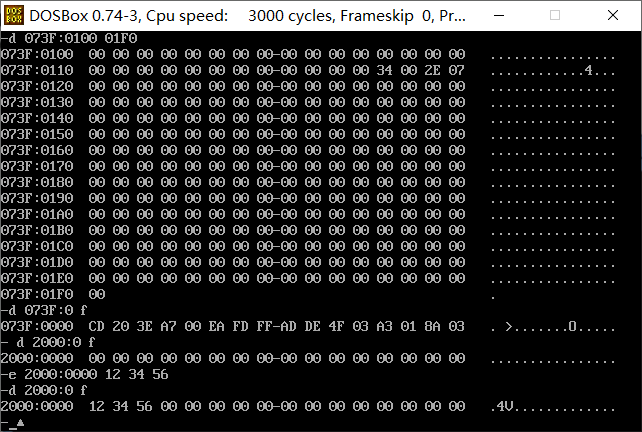 DOSBox 0.74-3, Cpu speed:    3000 cycles, Frameskip  0, Pr...
-d 073F:0100 01F0
073F:0100  00 00 00 00 00 00 00 00-00 00 00 00 00 00 00 00   ................
073F:0110  00 00 00 00 00 00 00 00-00 00 00 00 34 00 2E 07   ............4...
073F:0120  00 00 00 00 00 00 00 00-00 00 00 00 00 00 00 00   ................
073F:0130  00 00 00 00 00 00 00 00-00 00 00 00 00 00 00 00   ................
073F:0140  00 00 00 00 00 00 00 00-00 00 00 00 00 00 00 00   ................
073F:0150  00 00 00 00 00 00 00 00-00 00 00 00 00 00 00 00   ................
073F:0160  00 00 00 00 00 00 00 00-00 00 00 00 00 00 00 00   ................
073F:0170  00 00 00 00 00 00 00 00-00 00 00 00 00 00 00 00   ................
073F:0180  00 00 00 00 00 00 00 00-00 00 00 00 00 00 00 00   ................
073F:0190  00 00 00 00 00 00 00 00-00 00 00 00 00 00 00 00   ................
073F:01A0  00 00 00 00 00 00 00 00-00 00 00 00 00 00 00 00   ................
073F:01B0  00 00 00 00 00 00 00 00-00 00 00 00 00 00 00 00   ................
073F:01C0  00 00 00 00 00 00 00 00-00 00 00 00 00 00 00 00   ................
073F:01D0  00 00 00 00 00 00 00 00-00 00 00 00 00 00 00 00   ................
073F:01E0  00 00 00 00 00 00 00 00-00 00 00 00 00 00 00 00   ................
073F:01F0  00                                                .
-d 073F:0 f
073F:0000  CD 20 3E A7 00 EA FD FF-AD DE 4F 03 A3 01 8A 03   . >.......O.....
- d 2000:0 f
2000:0000  00 00 00 00 00 00 00 00-00 00 00 00 00 00 00 00   ................
-e 2000:0000 12 34 56
-d 2000:0 f
2000:0000  12 34 56 00 00 00 00 00-00 00 00 00 00 00 00 00   .4V.............
-_